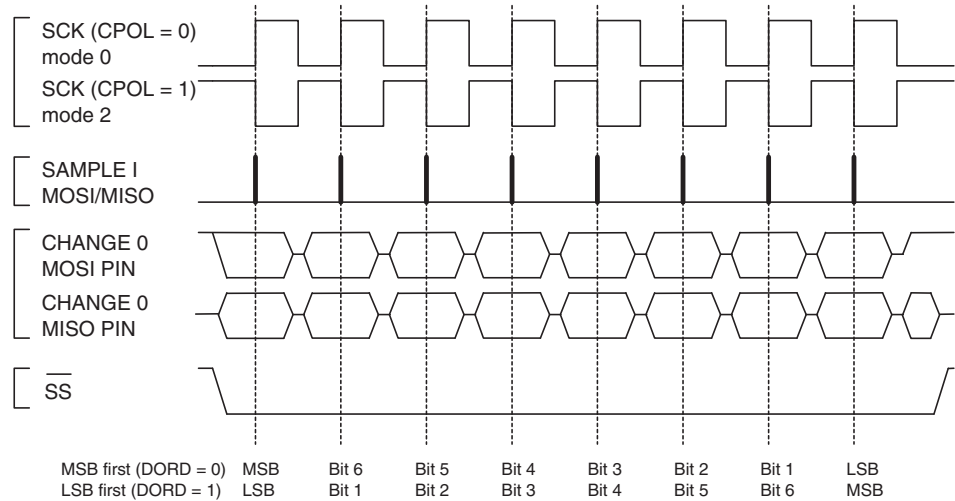 SCK (CPOL = 0)
mode 0
SCK (CPOL = 1)
mode 2
SAMPLE I
MOSI/MISO
CHANGE 0
MOSI PIN
CHANGE 0
MISO PIN
SS
MSB first (DORD = 0) MSB Bit 6 Bit 5 Bit 4 Bit 3 Bit 2 Bit 1 LSB
LSB first (DORD = 1) LSB Bit 1 Bit 2 Bit 3 Bit 4 Bit 5 Bit 6 MSB